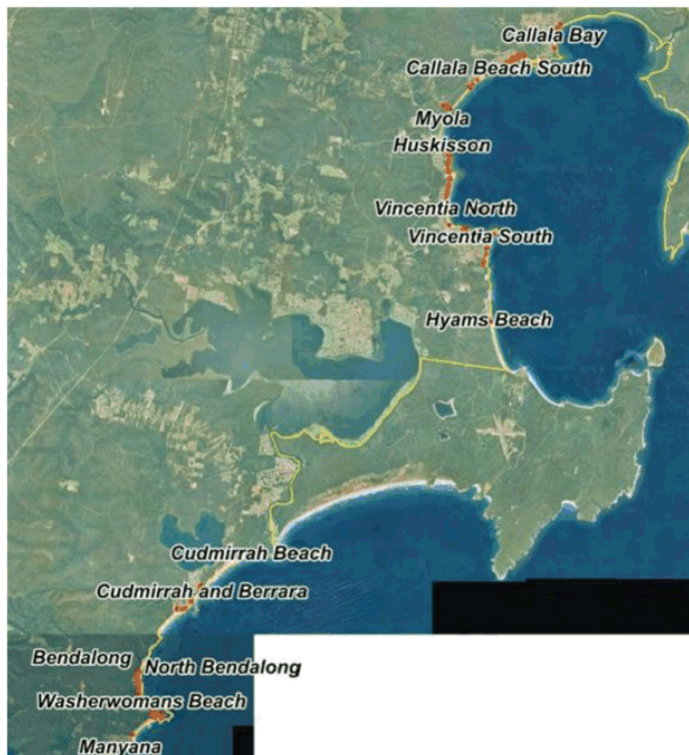 Callala Bay
Callala Beach South
Myola
Huskisson
Vincentia North
Vincentia South
Hyams Beach
Cudmirrah Beach
Cudmirrah and Berrara
Bendalong
North Bendalong
Washerwomans Beach
Manyana